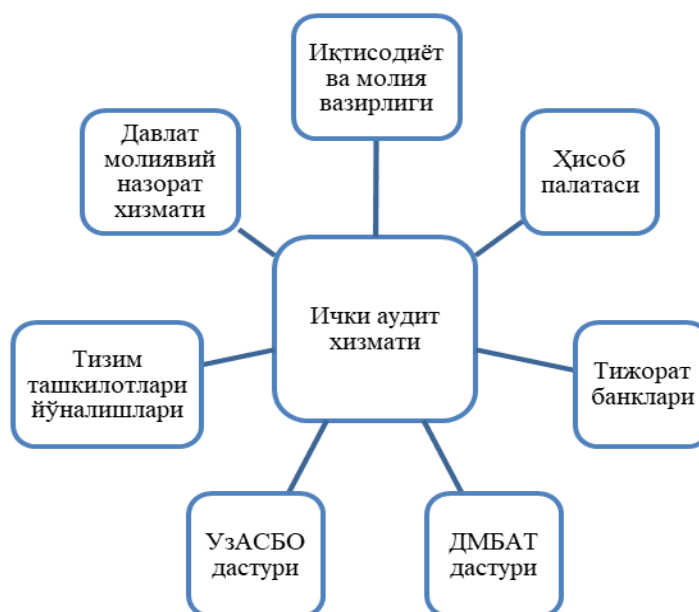 Иқтисодиёт
ва молия
вазирлиги
Давлат
молиявий
назорат
хизмати
Ҳисоб
палатаси
Ички аудит
хизмати
Тизим
ташкилотлари
йўналишлари
Тижорат
банклари
УзАСБО
дастури
ДМБАТ
дастури